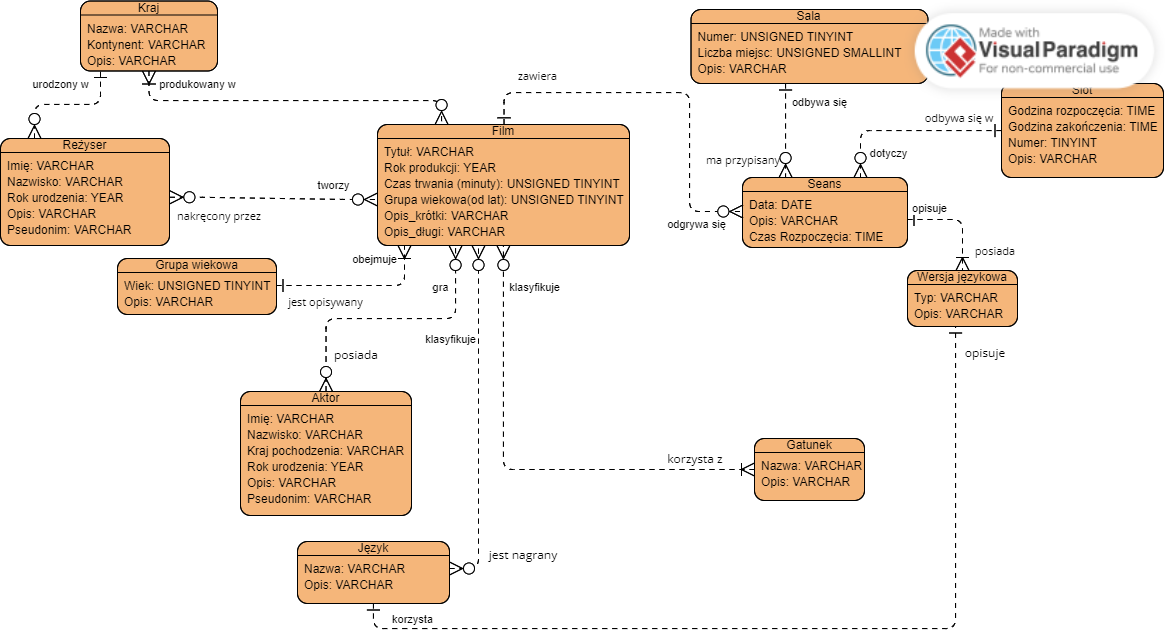 Kraj
Nazwa: VARCHAR
Kontynent: VARCHAR
Opis: VARCHAR
Sala
Numer: UNSIGNED TINYINT
Liczba miejsc: UNSIGNED SMALLINT
Opis: VARCHAR
Made with
Visual Paradigm
For non-commercial use
Slot
Godzina rozpoczęcia: TIME
Godzina zakończenia: TIME
Numer: TINYINT
Opis: VARCHAR
urodzony w
produkowany w
zawiera
odbywa się
odbywa się w
Reżyser
Imię: VARCHAR
Nazwisko: VARCHAR
Rok urodzenia: YEAR
Opis: VARCHAR
Pseudonim: VARCHAR
Film
Tytuł: VARCHAR
Rok produkcji: YEAR
Czas trwania (minuty): UNSIGNED TINYINT
Grupa wiekowa(od lat): UNSIGNED TINYINT
Opis_krótki: VARCHAR
Opis_długi: VARCHAR
ma przypisany
dotyczy
tworzy
nakręcony przez
Seans
Data: DATE
Opis: VARCHAR
Czas Rozpoczęcia: TIME
odgrywa się
opisuje
posiada
Grupa wiekowa
Wiek: UNSIGNED TINYINT
Opis: VARCHAR
obejmuje
jest opisywany
gra
klasyfikuje
klasyfikuje
Wersja językowa
Typ: VARCHAR
Opis: VARCHAR
opisuje
posiada
Aktor
Imię: VARCHAR
Nazwisko: VARCHAR
Kraj pochodzenia: VARCHAR
Rok urodzenia: YEAR
Opis: VARCHAR
Pseudonim: VARCHAR
korzysta z
Gatunek
Nazwa: VARCHAR
Opis: VARCHAR
Język
Nazwa: VARCHAR
Opis: VARCHAR
jest nagrany
korzysta